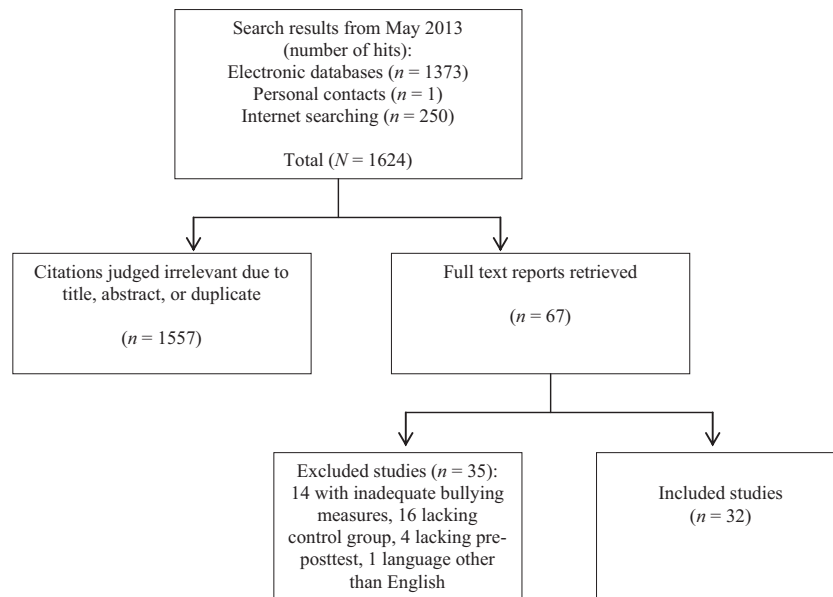 Search results from May 2013
(number of hits):
Electronic databases (n = 1373)
Personal contacts (n = 1)
Internet searching (n = 250)
Total (N = 1624)
Citations judged irrelevant due to
title, abstract, or duplicate
(n = 1557)
Full text reports retrieved
(n = 67)
Excluded studies (n = 35):
14 with inadequate bullying
measures, 16 lacking
control group, 4 lacking pre-
posttest, 1 language other
than English
Included studies
(n = 32)